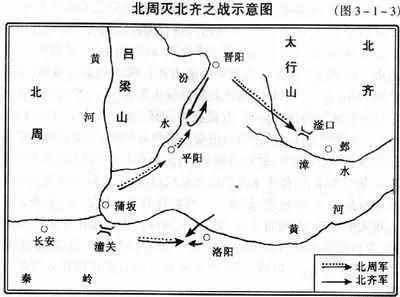 北周灭北齐之战示意图
(图3-1-3)
北周
黄河
吕梁山
晋阳
太行山
北齐
水
平阳
滏口
邺
漳水
蒲坂
长安
潼关
洛阳
黄河
秦岭
北周军
北齐军